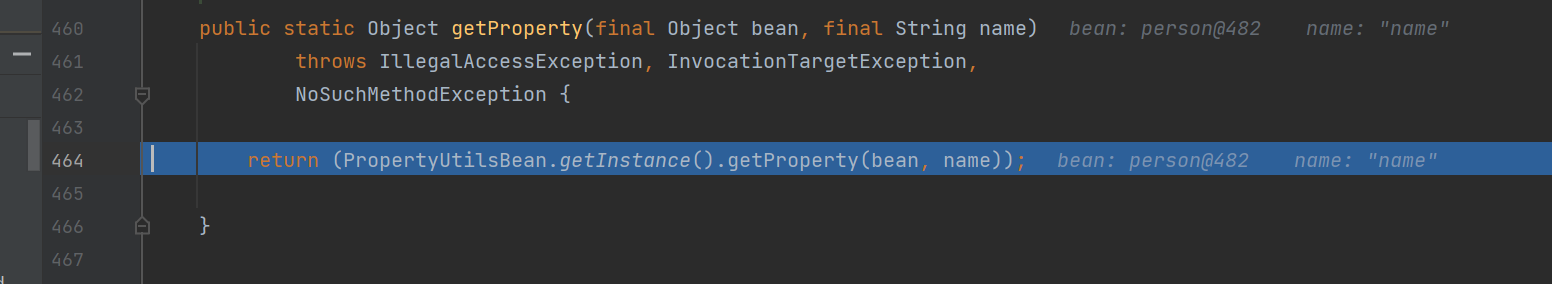 460 public static Object getProperty(final Object bean, final String name) bean: person@482 name: "name"
461 throws IllegalAccessException, InvocationTargetException,
462 NoSuchMethodException {
463
464 return (PropertyUtilsBean.getInstance().getProperty(bean, name)); bean: person@482 name: "name"
465
466 }
467